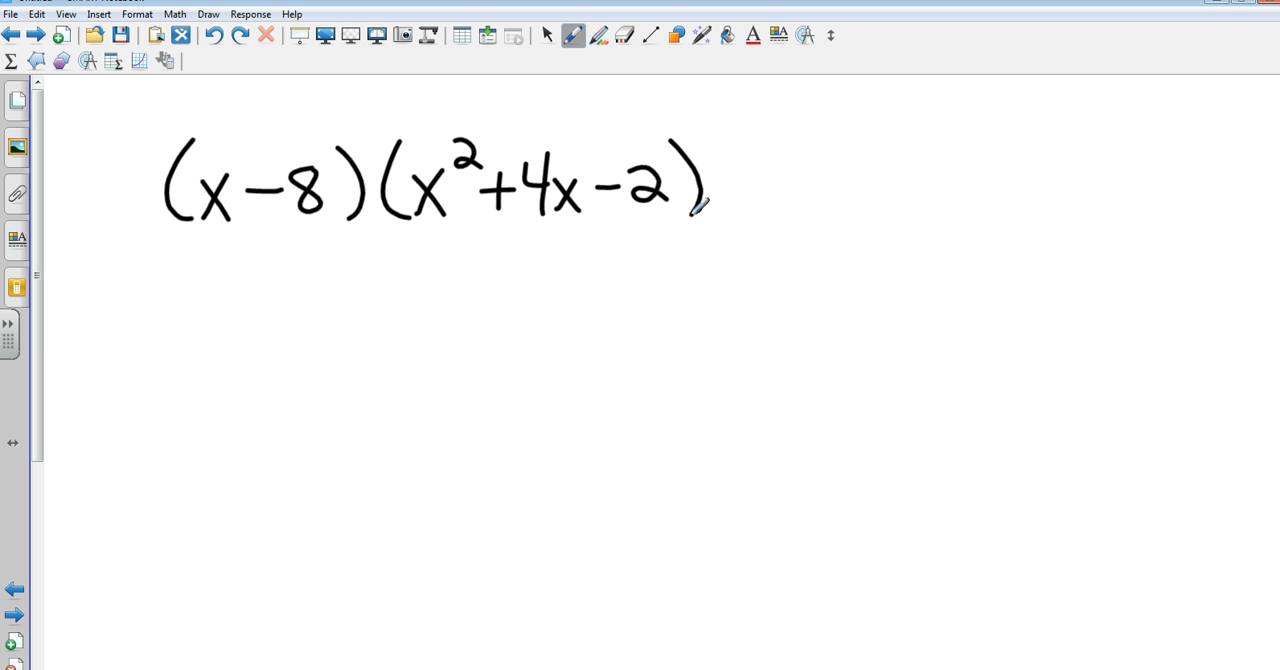 File Edit View Insert Format Math Draw Response Help
(x-8)(x²+4x-2)